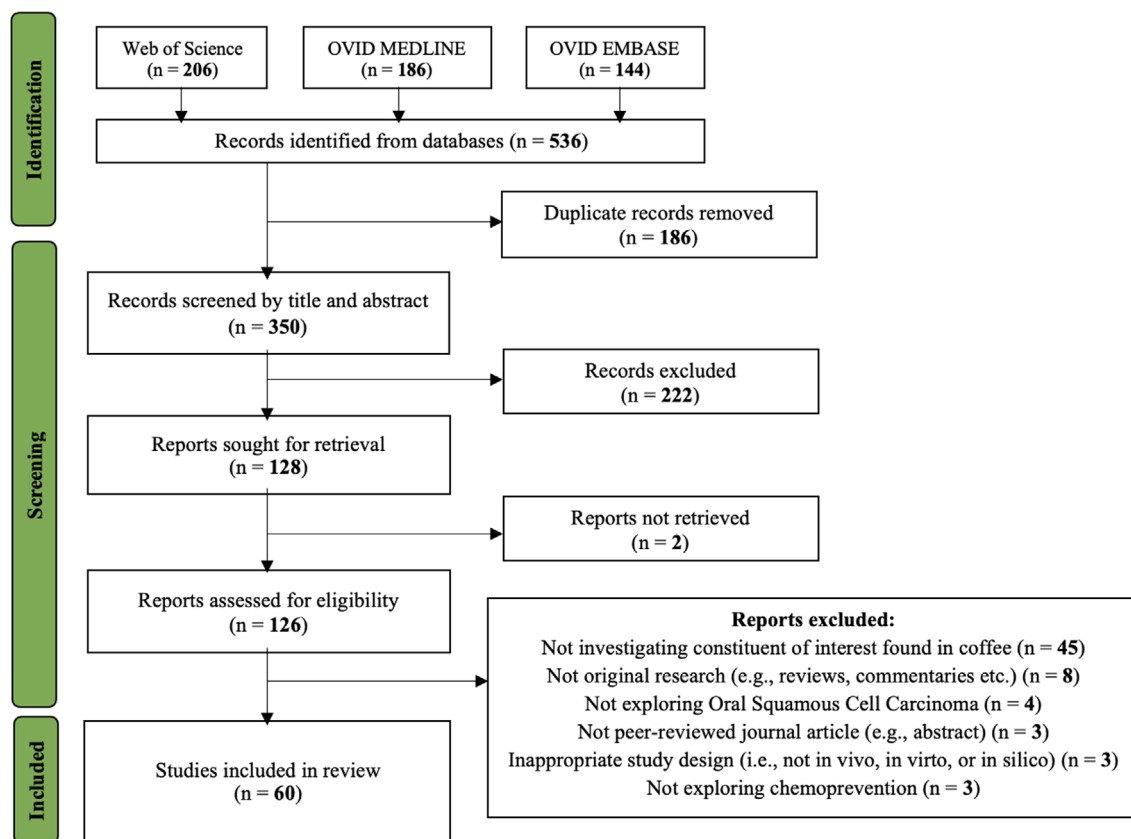 Identification
Web of Science
(n = 206)
OVID MEDLINE
(n = 186)
OVID EMBASE
(n = 144)
Records identified from databases (n = 536)
Duplicate records removed
(n = 186)
Screening
Records screened by title and abstract
(n = 350)
Records excluded
(n = 222)
Reports sought for retrieval
(n = 128)
Reports not retrieved
(n = 2)
Reports assessed for eligibility
(n = 126)
Reports excluded:
Not investigating constituent of interest found in coffee (n = 45)
Not original research (e.g., reviews, commentaries etc.) (n = 8)
Not exploring Oral Squamous Cell Carcinoma (n = 4)
Not peer-reviewed journal article (e.g., abstract) (n = 3)
Inappropriate study design (i.e., not in vivo, in virto, or in silico) (n = 3)
Not exploring chemoprevention (n = 3)
Included
Studies included in review
(n = 60)